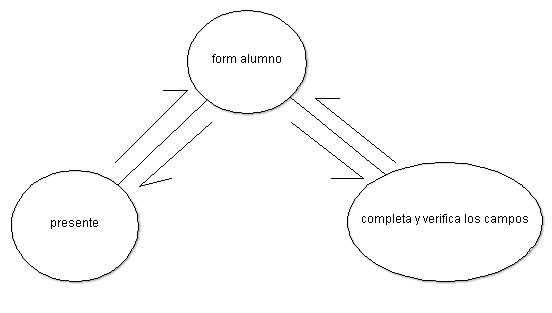 form alumno
presente
completa y verifica los campos